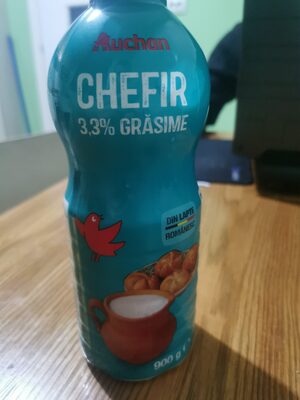 Auchan
CHEFIR
3,3% GRĂSIME
DIN LAPTE
ROMÂNESC
900 g e